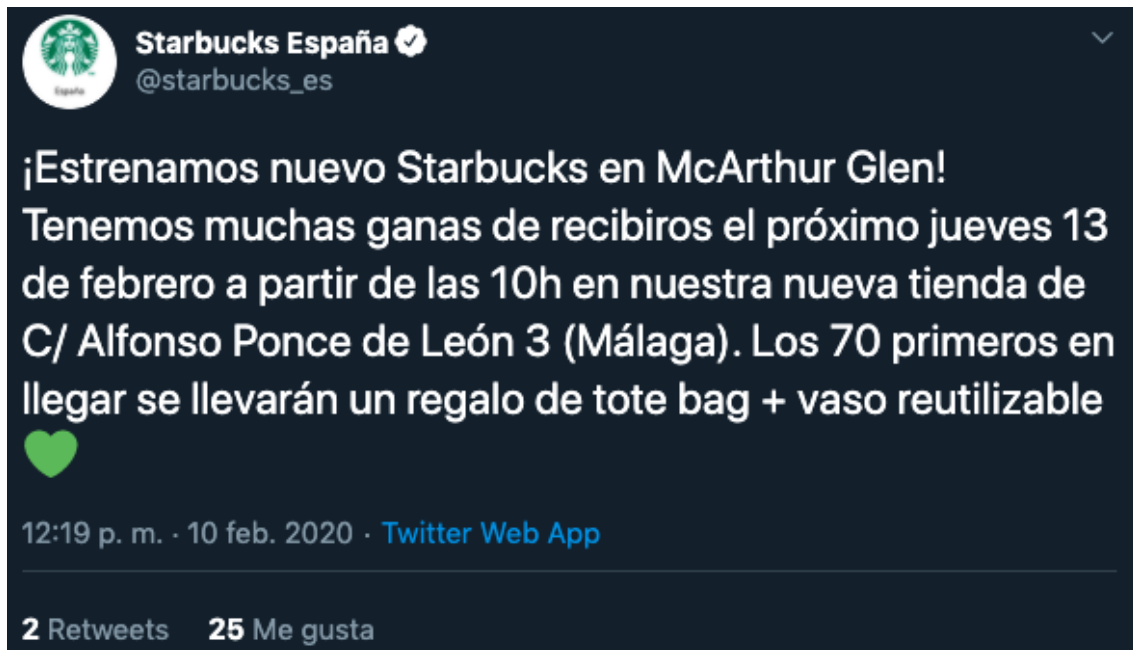 Starbucks España
@starbucks_es
España
¡Estrenamos nuevo Starbucks en McArthur Glen!
Tenemos muchas ganas de recibiros el próximo jueves 13
de febrero a partir de las 10h en nuestra nueva tienda de
C/ Alfonso Ponce de León 3 (Málaga). Los 70 primeros en
llegar se llevarán un regalo de tote bag + vaso reutilizable
💚
12:19 p. m. · 10 feb. 2020 · Twitter Web App
2 Retweets 25 Me gusta